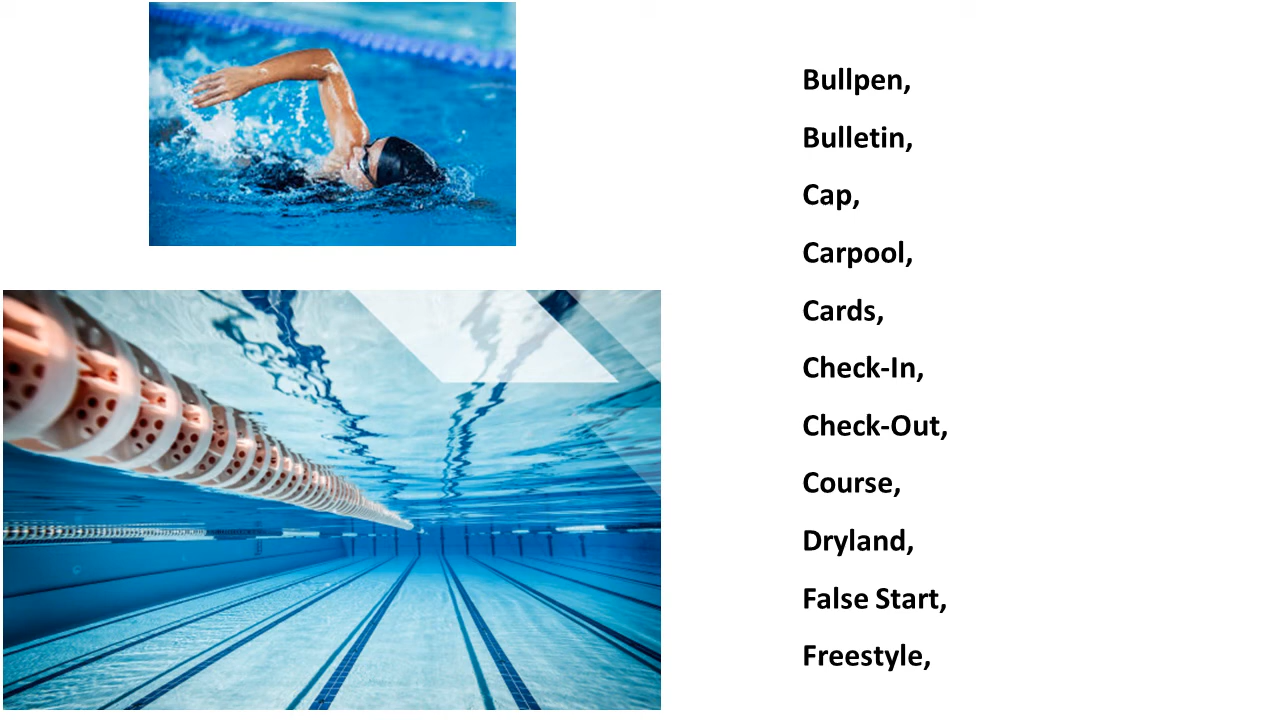 Bullpen,
Bulletin,
Cap,
Carpool,
Cards,
Check-In,
Check-Out,
Course,
Dryland,
False Start,
Freestyle,